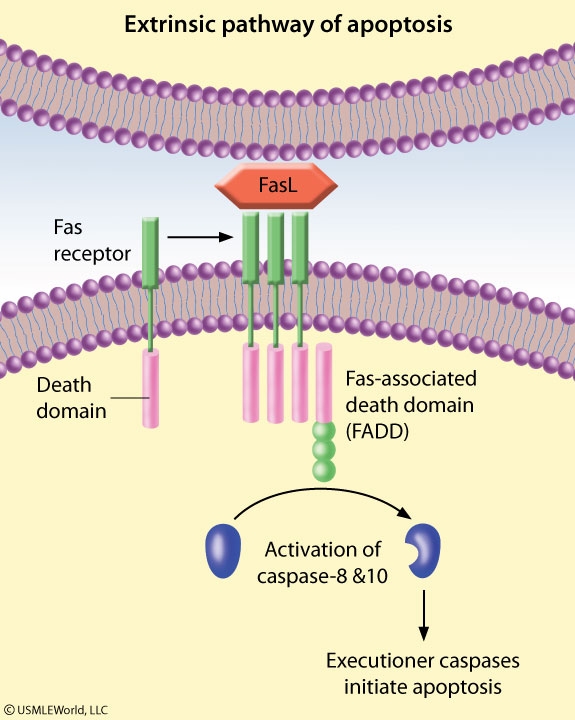 Extrinsic pathway of apoptosis
FasL
Fas
receptor
Death
domain
Fas-associated
death domain
(FADD)
Activation of
caspase-8 &10
Executioner caspases
initiate apoptosis
© USMLEWorld, LLC